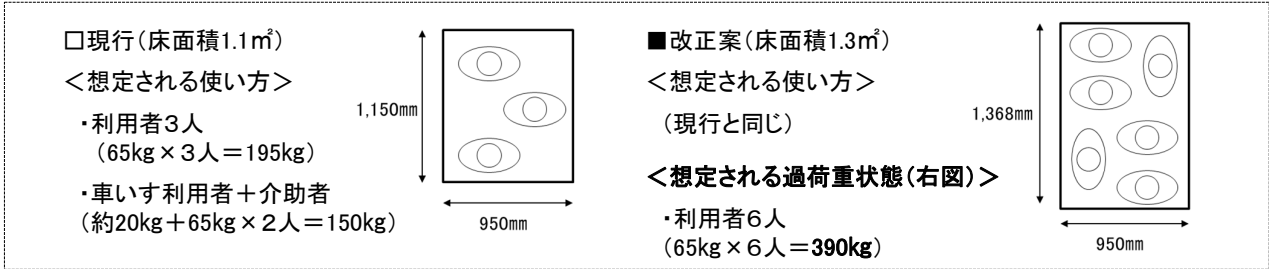 □現行(床面積1.1㎡)
＜想定される使い方＞
・利用者３人
(65kg×３人＝195kg)
・車いす利用者＋介助者
(約20kg＋65kg×２人＝150kg)
1,150mm
950mm
■改正案(床面積1.3㎡)
＜想定される使い方＞
(現行と同じ)
＜想定される過荷重状態(右図)＞
・利用者６人
(65kg×６人＝390kg)
1,368mm
950mm